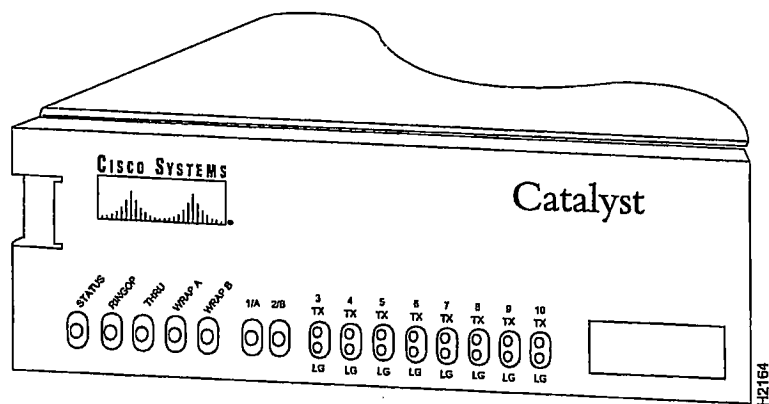 CISCO SYSTEMS
Catalyst
STATUS RINGOP THRU WRAP A WRAP B 1/A 2/B 3 4 5 6 7 8 9 10
TX TX TX TX TX TX TX TX
LG LG LG LG LG LG LG LG
H2164